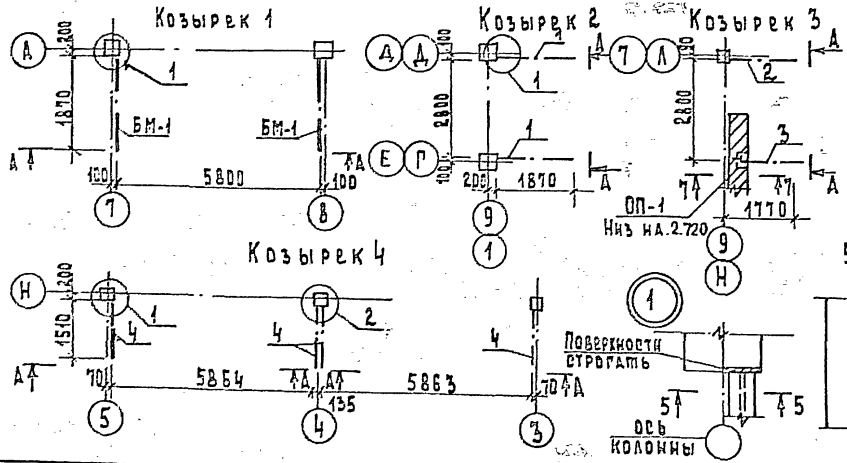 Козырек 1
А
200
1870
1
БМ-1
БМ-1
А
А
100
5800
100
7
8
Козырек 2
Д
Д
100
1
А
1
2800
1
Е
Г
100
200
1870
А
9
1
Козырек 3
7
Л
А
2
2800
3
А
7
7
ОП-1
Низ на.2.720
1770
9
Н
Козырек 4
Н
200
1510
1
4
А
70
5864
5
2
4
А
А
135
4
5863
4
70
А
3
1
Поверхности
строгать
5
5
ось
колонны